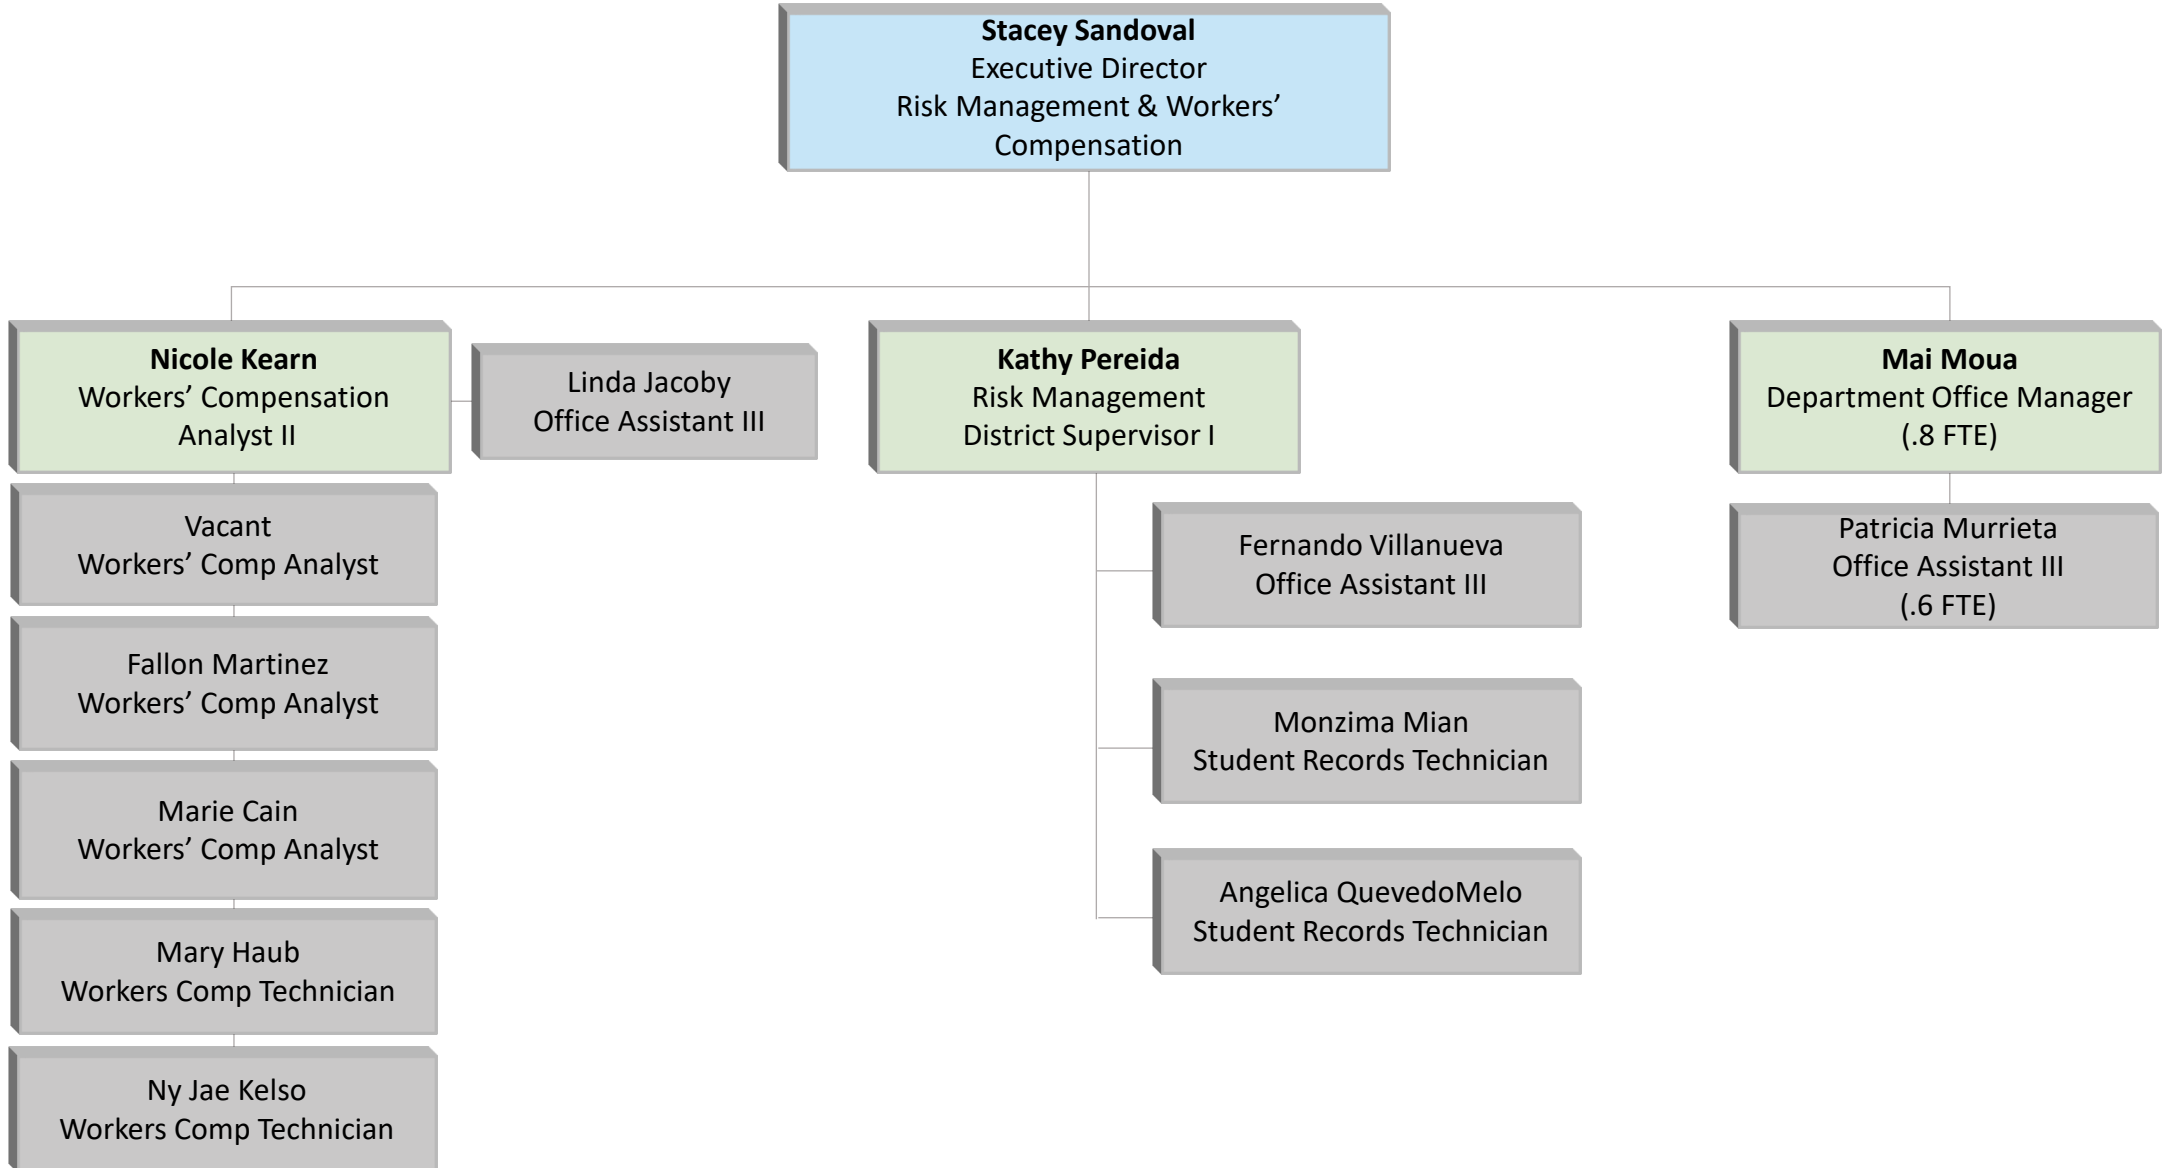 Stacey Sandoval
Executive Director
Risk Management & Workers’
Compensation
Nicole Kearn
Workers’ Compensation
Analyst II
Linda Jacoby
Office Assistant III
Vacant
Workers’ Comp Analyst
Fallon Martinez
Workers’ Comp Analyst
Marie Cain
Workers’ Comp Analyst
Mary Haub
Workers Comp Technician
Ny Jae Kelso
Workers Comp Technician
Kathy Pereida
Risk Management
District Supervisor I
Fernando Villanueva
Office Assistant III
Monzima Mian
Student Records Technician
Angelica QuevedoMelo
Student Records Technician
Mai Moua
Department Office Manager
(.8 FTE)
Patricia Murrieta
Office Assistant III
(.6 FTE)